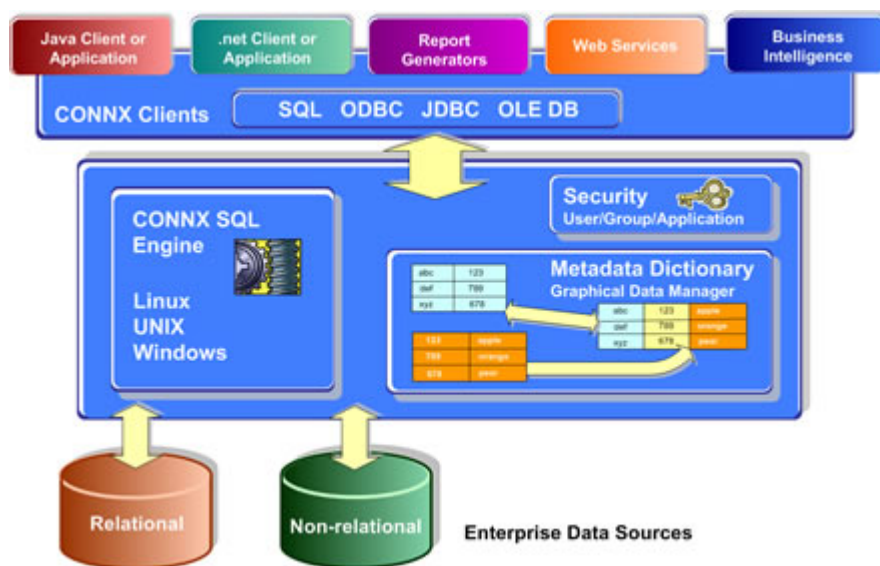 Java Client or
Application
.net Client or
Application
Report
Generators
Web Services
Business
Intelligence
CONNX Clients
SQL ODBC JDBC OLE DB
CONNX SQL
Engine
Linux
UNIX
Windows
Security
User/Group/Application
Metadata Dictionary
Graphical Data Manager
abc 123
def 789
xyz 678
abc 123 apple
def 789 orange
xyz 678 pear
123 apple
789 orange
678 pear
Relational
Non-relational
Enterprise Data Sources